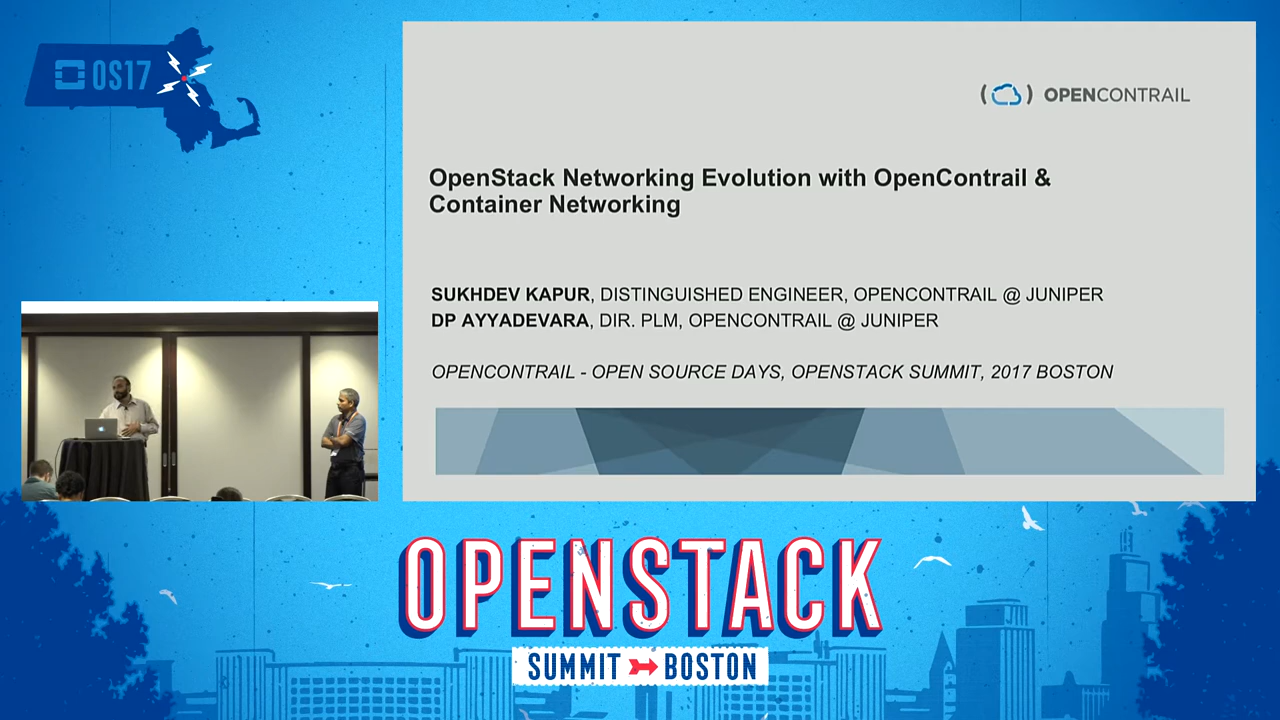 OS17
OPENCONTRAIL
OpenStack Networking Evolution with OpenContrail &
Container Networking
SUKHDEV KAPUR, DISTINGUISHED ENGINEER, OPENCONTRAIL @ JUNIPER
DP AYYADEVARA, DIR. PLM, OPENCONTRAIL @ JUNIPER
OPENCONTRAIL - OPEN SOURCE DAYS, OPENSTACK SUMMIT, 2017 BOSTON
OPENSTACK
SUMMIT BOSTON